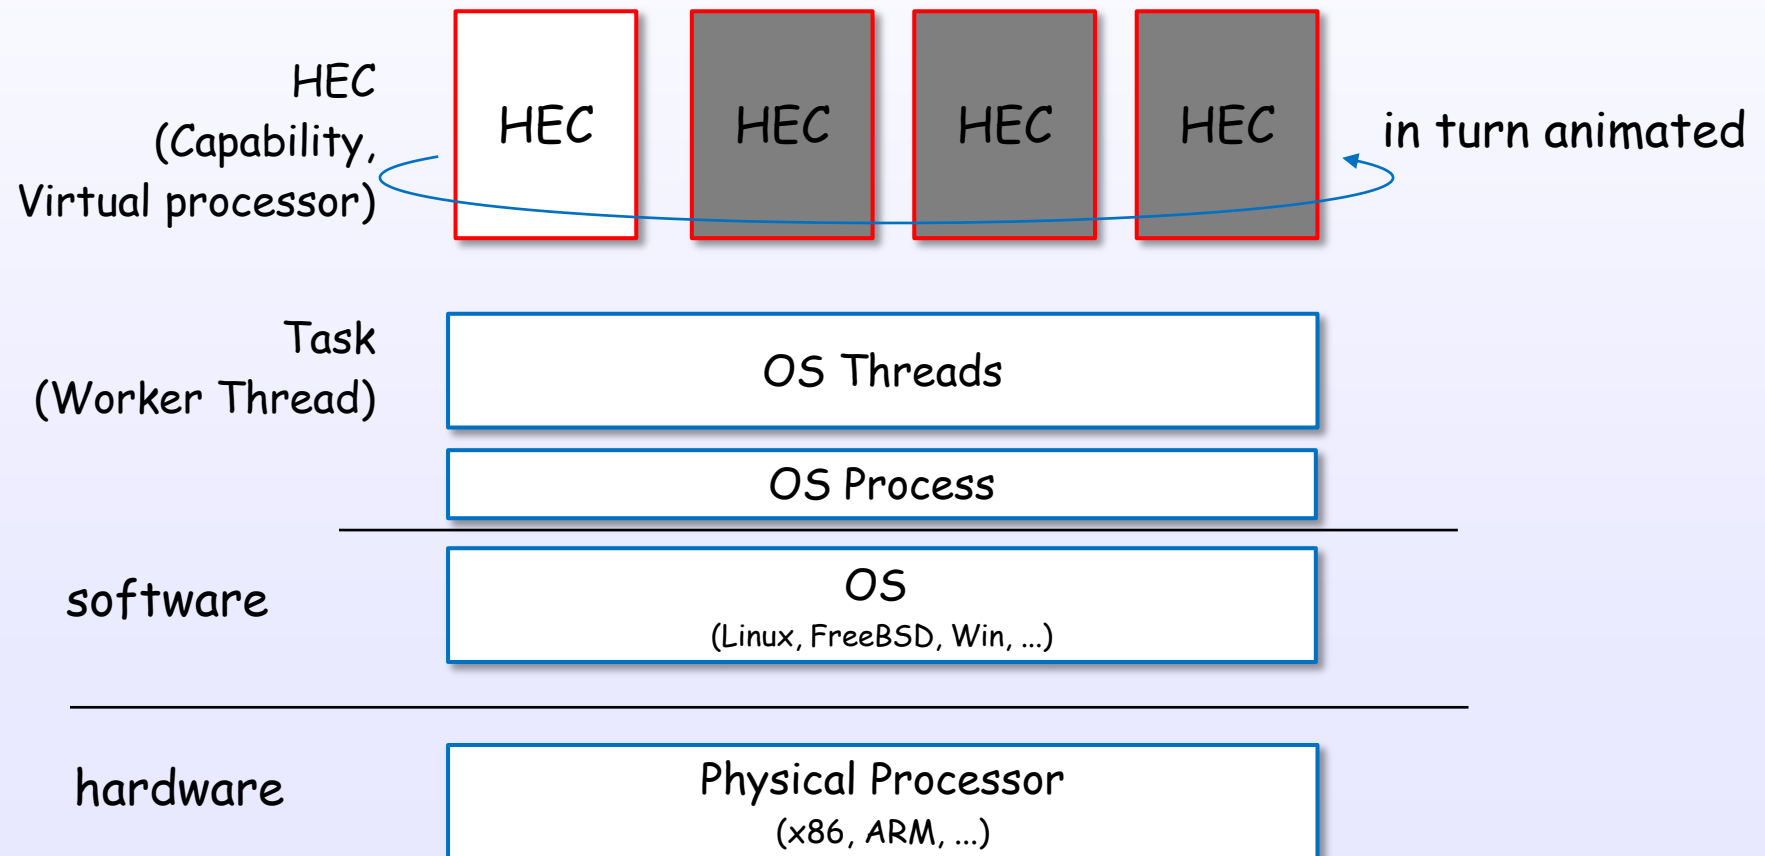 HEC
(Capability,
Virtual processor)
HEC
HEC
HEC
HEC
in turn animated
Task
(Worker Thread)
OS Threads
OS Process
software
OS
(Linux, FreeBSD, Win, ...)
hardware
Physical Processor
(x86, ARM, ...)